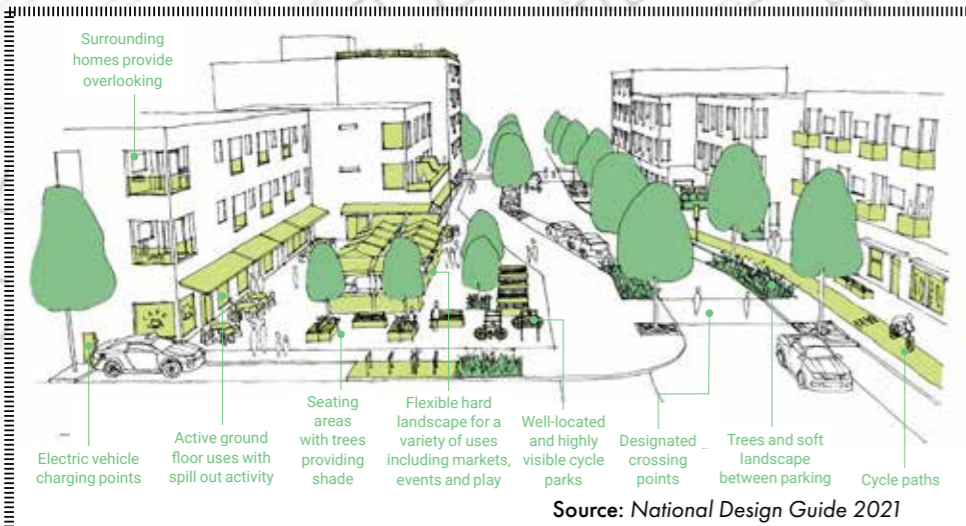 Surrounding
homes provide
overlooking
Electric vehicle
charging points
Active ground
floor uses with
spill out activity
Seating
areas
with trees
providing
shade
Flexible hard
landscape for a
variety of uses
including markets,
events and play
Well-located
and highly
visible cycle
parks
Designated
crossing
points
Trees and soft
landscape
between parking
Cycle paths
Source: National Design Guide 2021